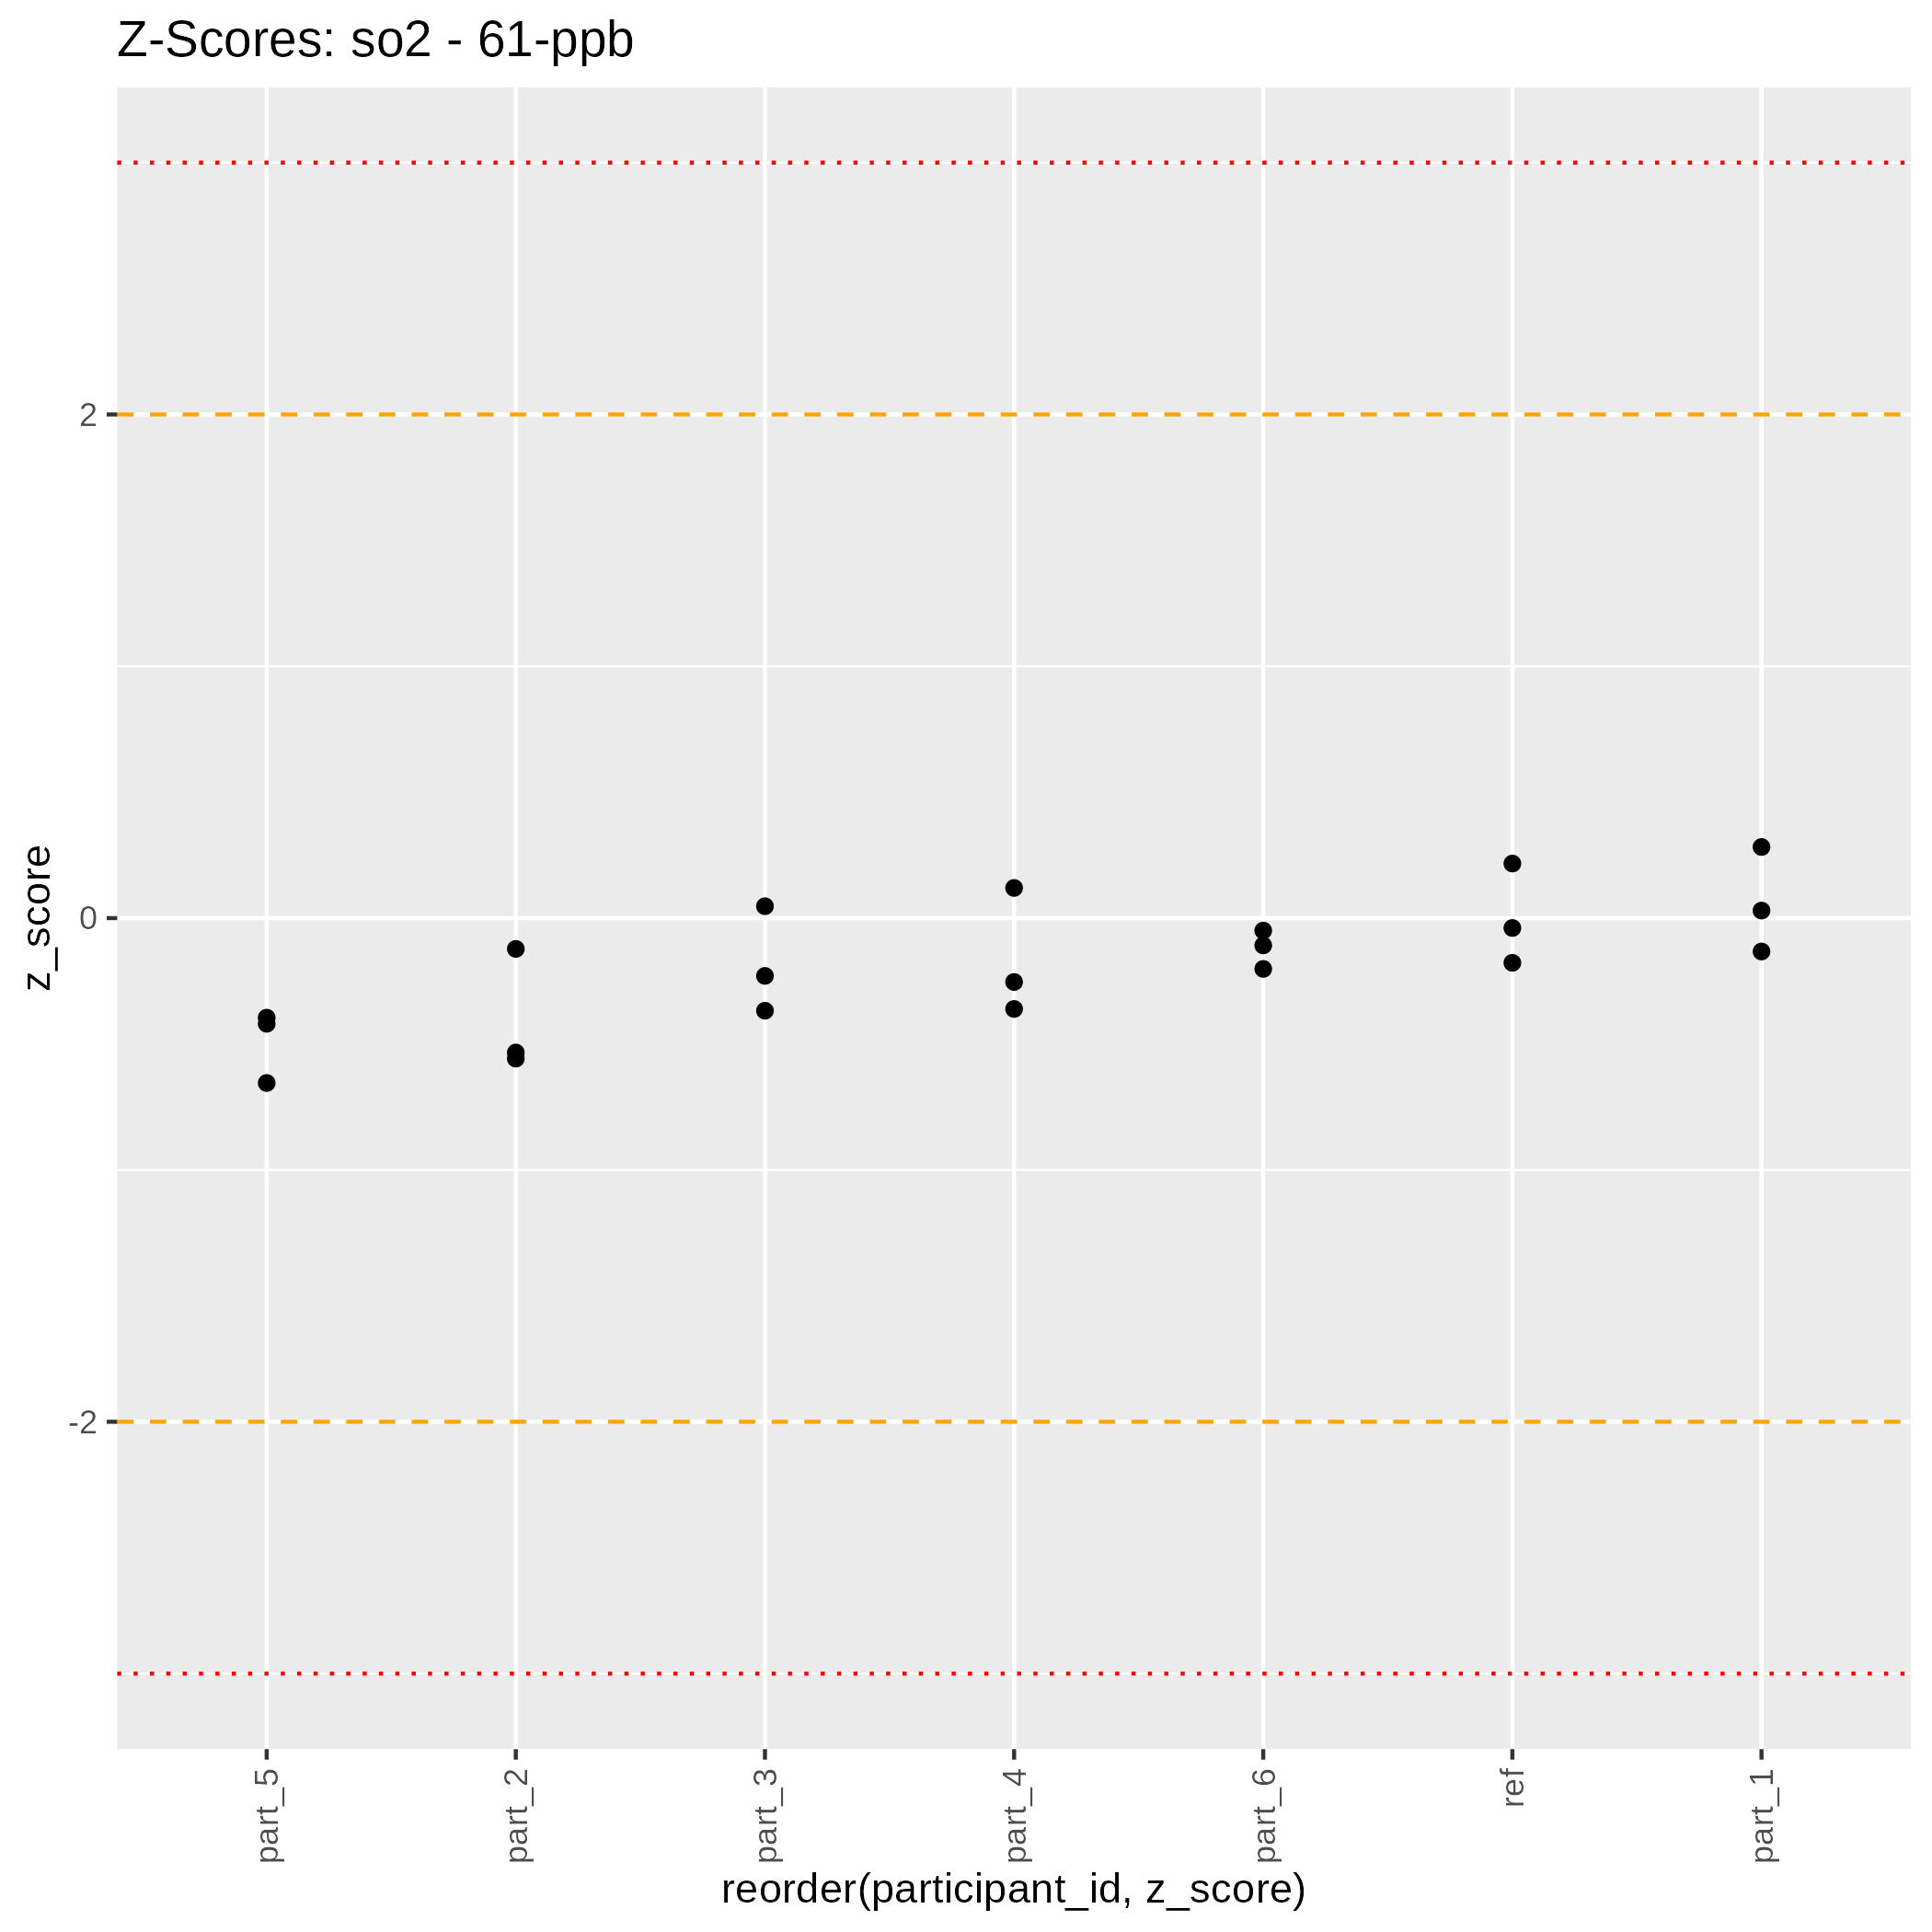 Z-Scores: so2 - 61-ppb
z_score
2
0
-2
part_5
part_2
part_3
part_4
part_6
ref
part_1
reorder(participant_id, z_score)